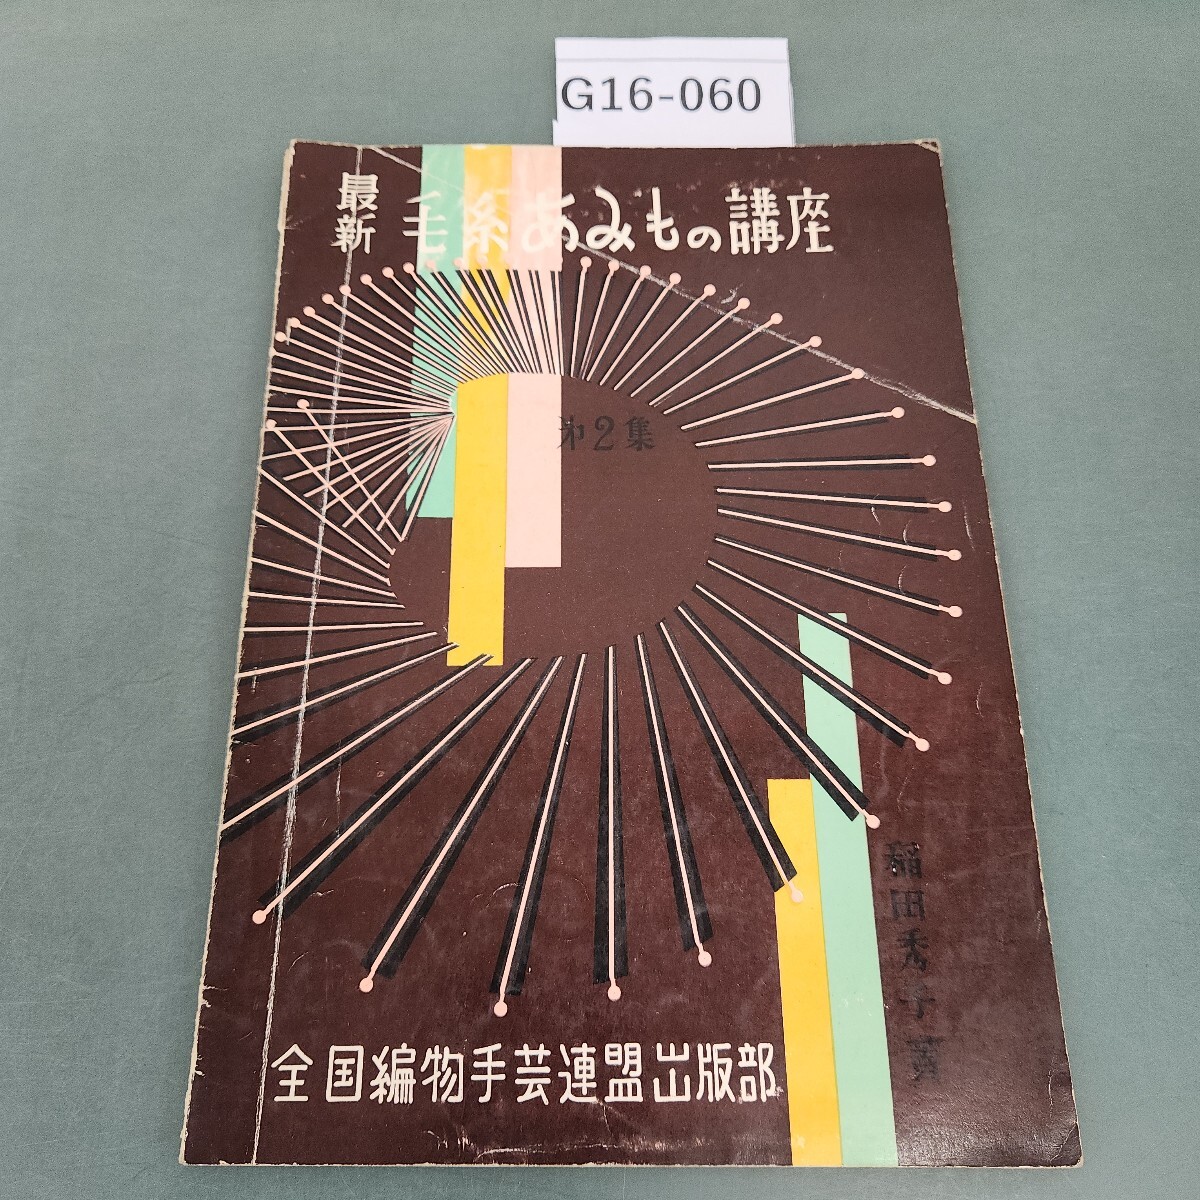 G16-060
最新 毛糸あみもの講座
第2集
稲田秀子著
全国編物手芸連盟出版部